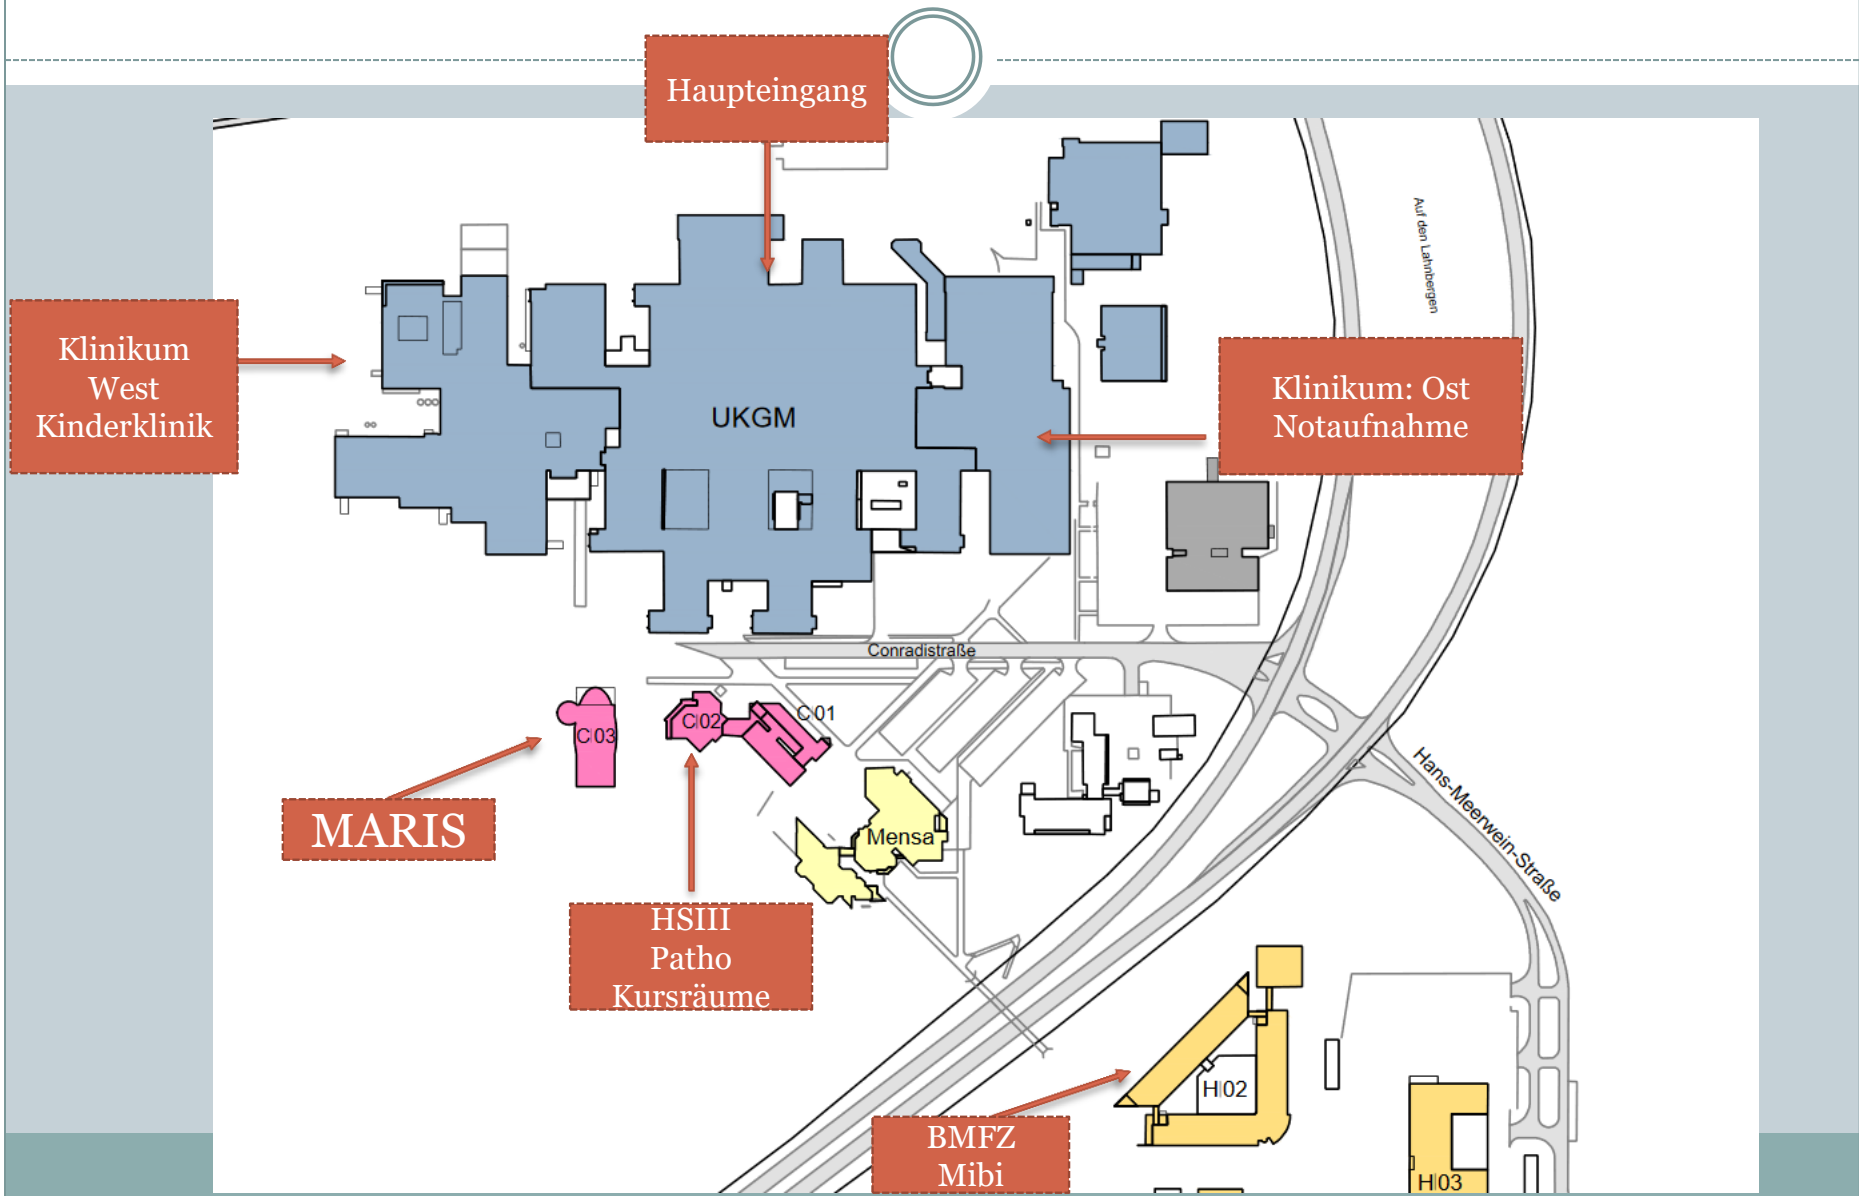 Haupteingang
Auf den Lahnbergen
Klinikum
West
Kinderklinik
Klinikum: Ost
Notaufnahme
UKGM
Conradistraße
C|03
C|02
C|01
MARIS
Mensa
Hans-Meerwein-Straße
HSIII
Patho
Kursräume
H|02
BMFZ
Mibi
H|03